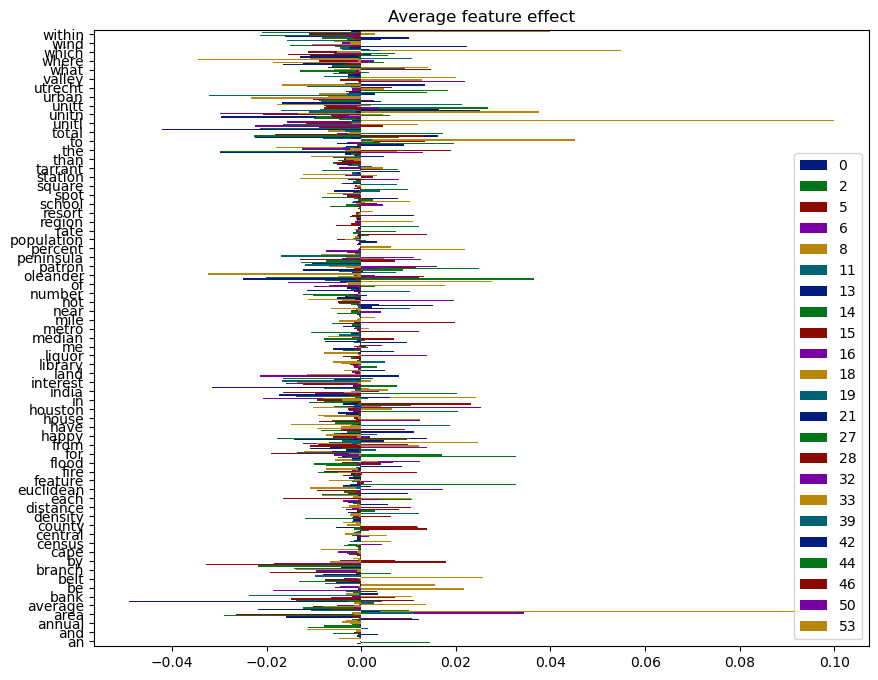 Average feature effect
within
wind
which
where
what
valley
utrecht
urban
unitt
unitn
unitl
total
to
the
than
tarrant
station
square
spot
school
resort
region
rate
population
percent
peninsula
patron
oleander
of
number
not
near
mile
metro
median
me
liquor
library
land
interest
india
in
houston
house
have
happy
from
for
flood
fire
feature
euclidean
each
distance
density
county
central
census
cape
by
branch
belt
be
bank
average
area
annual
and
an
0
2
5
6
8
11
13
14
15
16
18
19
21
27
28
32
33
39
42
44
46
50
53
−0.04 −0.02 0.00 0.02 0.04 0.06 0.08 0.10